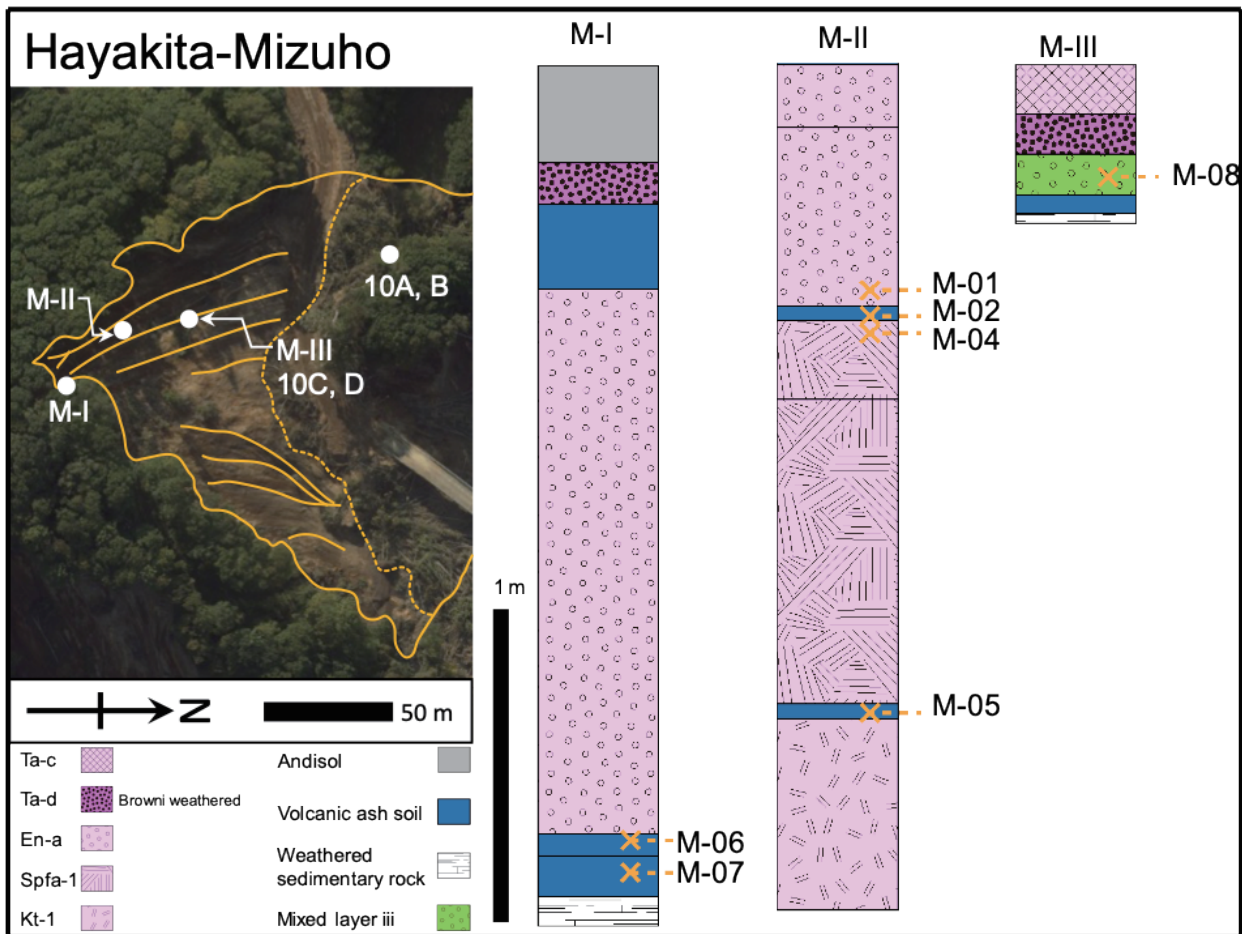 Hayakita-Mizuho
M-I
M-II
M-III
M-II
10A, B
M-III
10C, D
M-I
N
50 m
1 m
M-01
M-02
M-04
M-05
M-06
M-07
M-08
Ta-c
Ta-d
Browni weathered
En-a
Spfa-1
Kt-1
Andisol
Volcanic ash soil
Weathered
sedimentary rock
Mixed layer iii